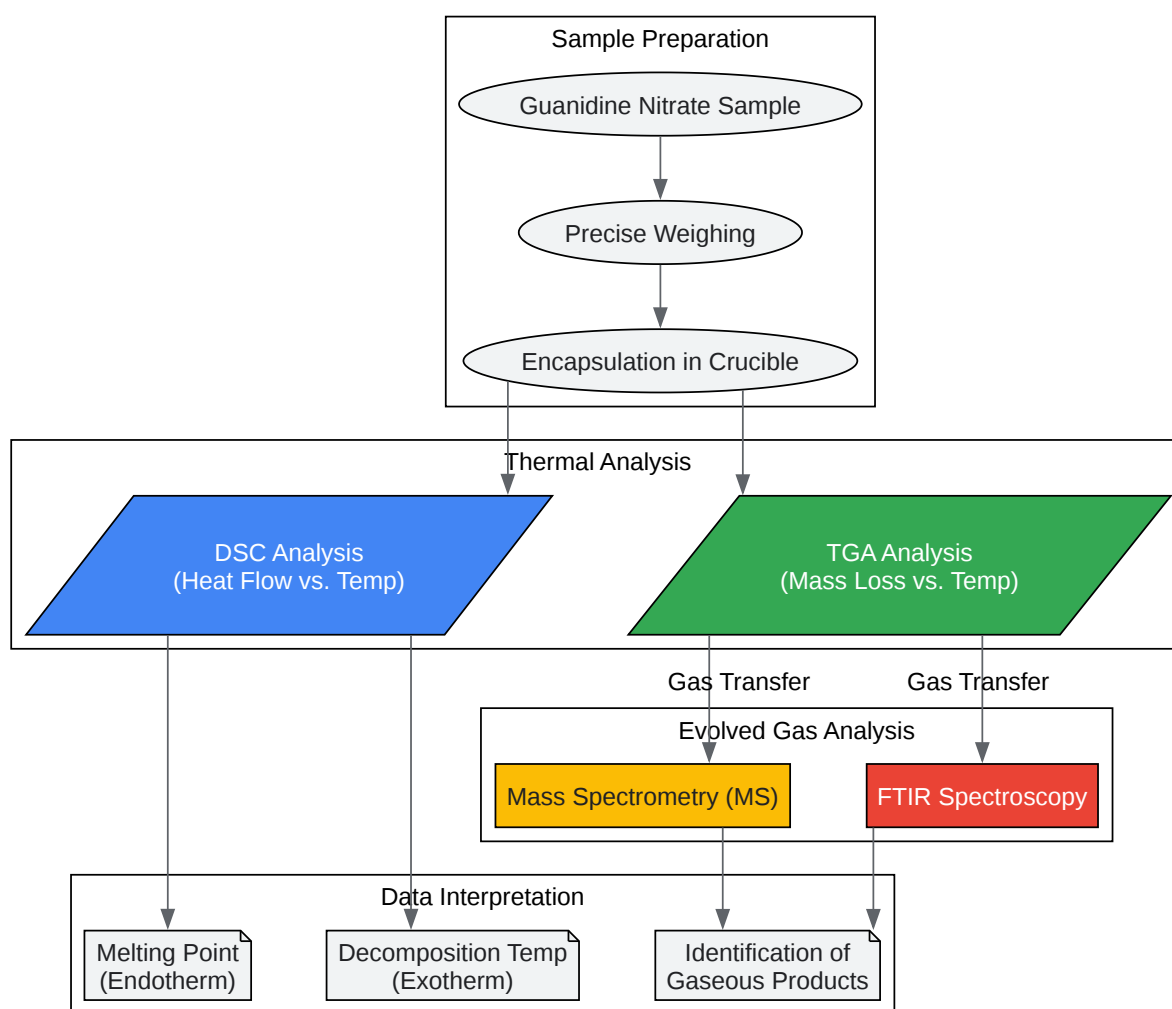 Sample Preparation
Guanidine Nitrate Sample
Precise Weighing
Encapsulation in Crucible
Thermal Analysis
DSC Analysis
(Heat Flow vs. Temp)
TGA Analysis
(Mass Loss vs. Temp)
Gas Transfer
Gas Transfer
Evolved Gas Analysis
Mass Spectrometry (MS)
FTIR Spectroscopy
Data Interpretation
Melting Point
(Endotherm)
Decomposition Temp
(Exotherm)
Identification of
Gaseous Products